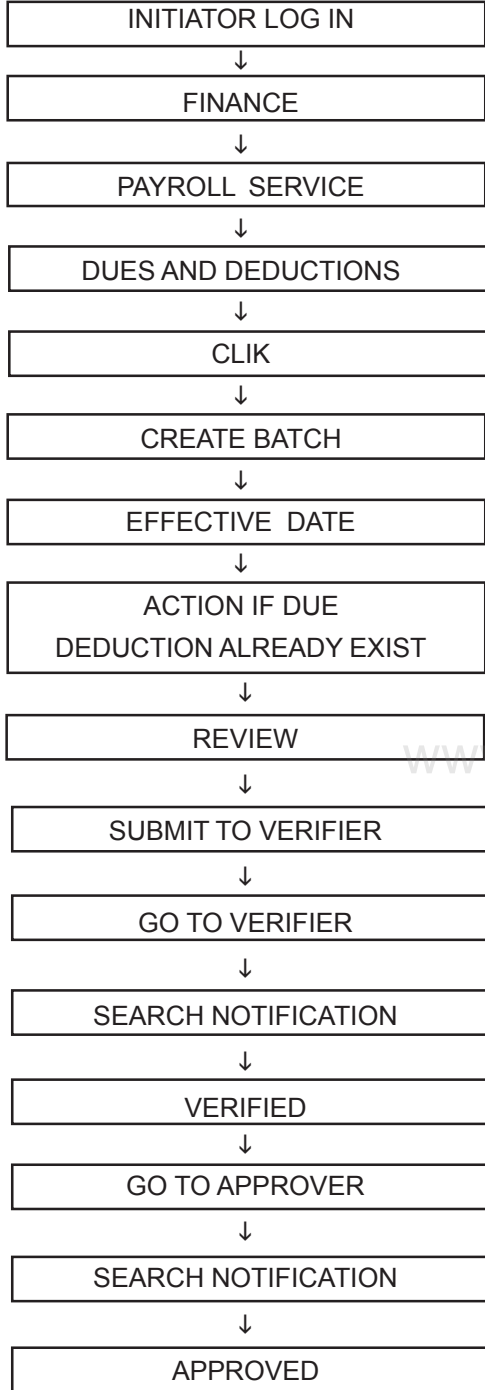 INITIATOR LOG IN
↓
FINANCE
↓
PAYROLL SERVICE
↓
DUES AND DEDUCTIONS
↓
CLIK
↓
CREATE BATCH
↓
EFFECTIVE DATE
↓
ACTION IF DUE
DEDUCTION ALREADY EXIST
↓
REVIEW
↓
SUBMIT TO VERIFIER
↓
GO TO VERIFIER
↓
SEARCH NOTIFICATION
↓
VERIFIED
↓
GO TO APPROVER
↓
SEARCH NOTIFICATION
↓
APPROVED